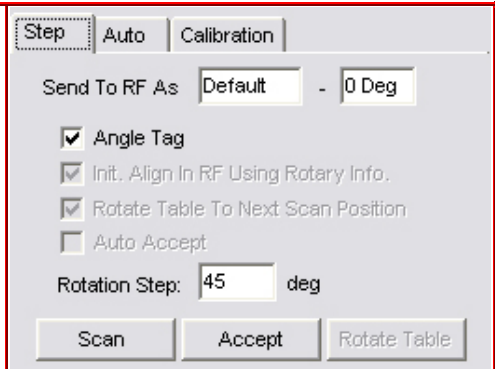 Step Auto Calibration
Send To RF As Default - 0 Deg
Angle Tag
Init. Align In RF Using Rotary Info.
Rotate Table To Next Scan Position
Auto Accept
Rotation Step: 45 deg
Scan Accept Rotate Table